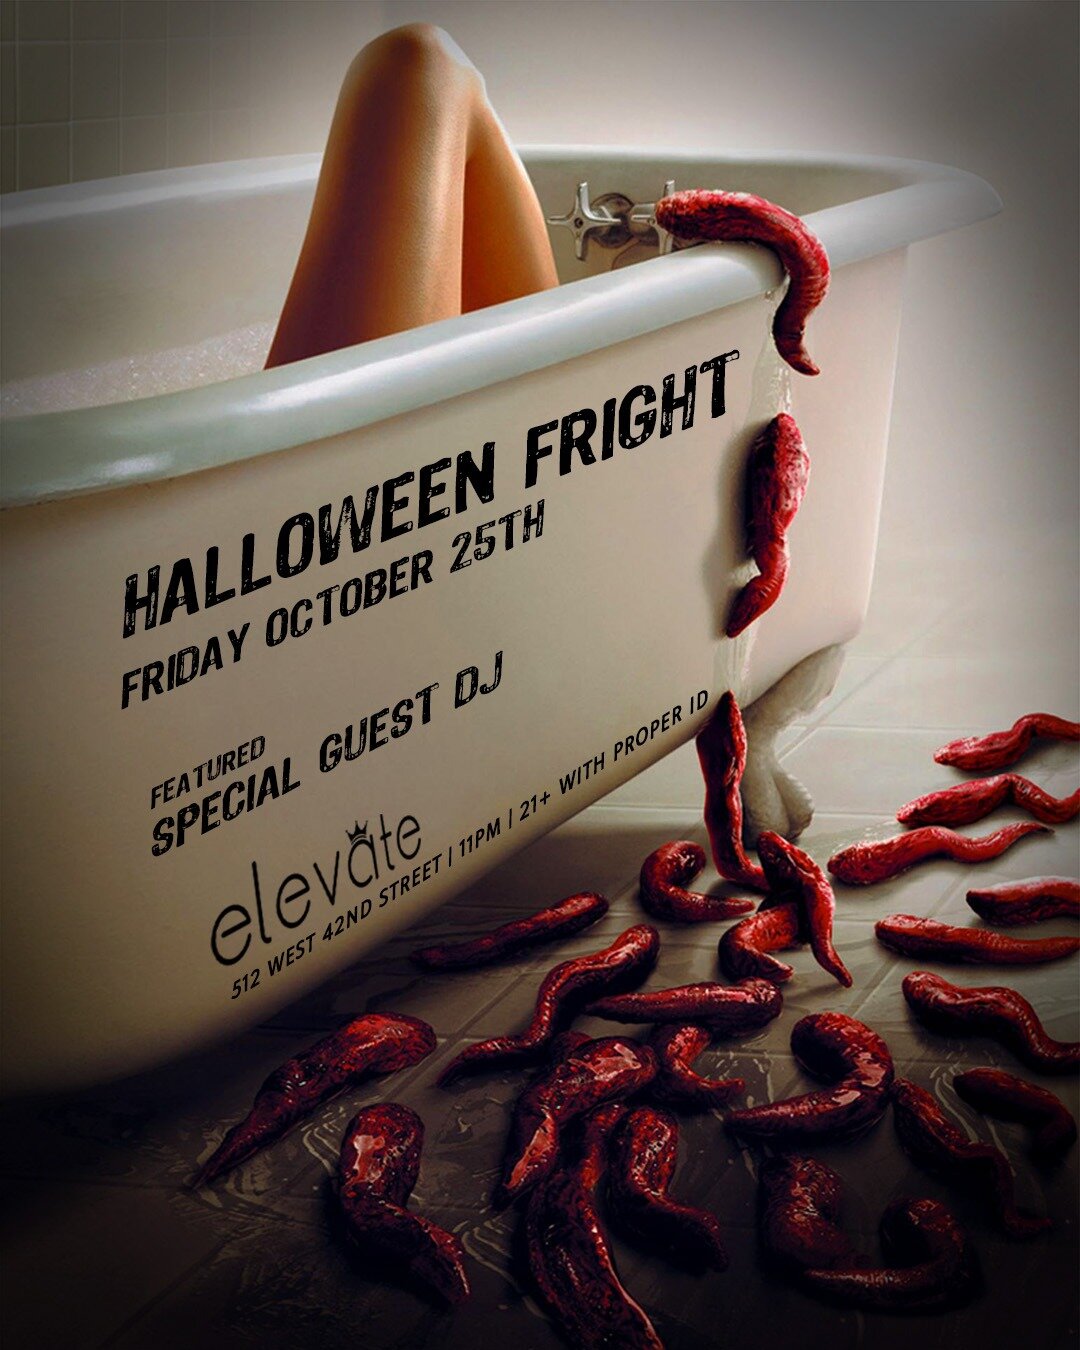 HALLOWEEN FRIGHT
FRIDAY OCTOBER 25TH
FEATURED
SPECIAL GUEST DJ
elevate
512 WEST 42ND STREET | 11PM | 21+ WITH PROPER ID